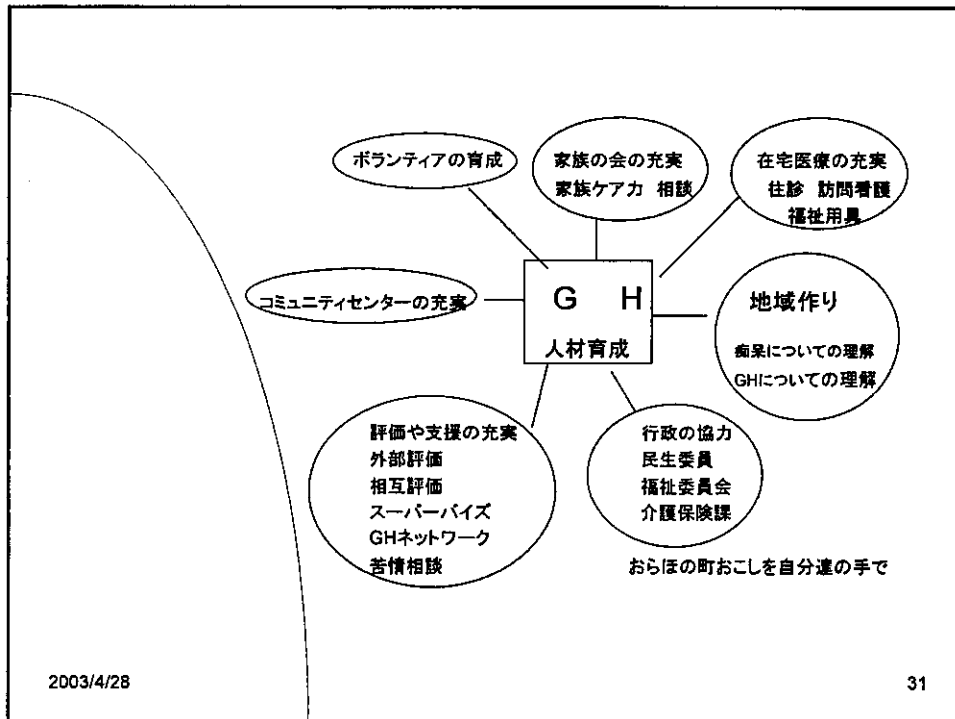 ボランティアの育成
家族の会の充実
家族ケア力 相談
在宅医療の充実
往診 訪問看護
福祉用具
コミュニティセンターの充実
G H
人材育成
地域作り
痴呆についての理解
GHについての理解
評価や支援の充実
外部評価
相互評価
スーパーバイズ
GHネットワーク
苦情相談
行政の協力
民生委員
福祉委員会
介護保険課
おらほの町おこしを自分達の手で
2003/4/28
31